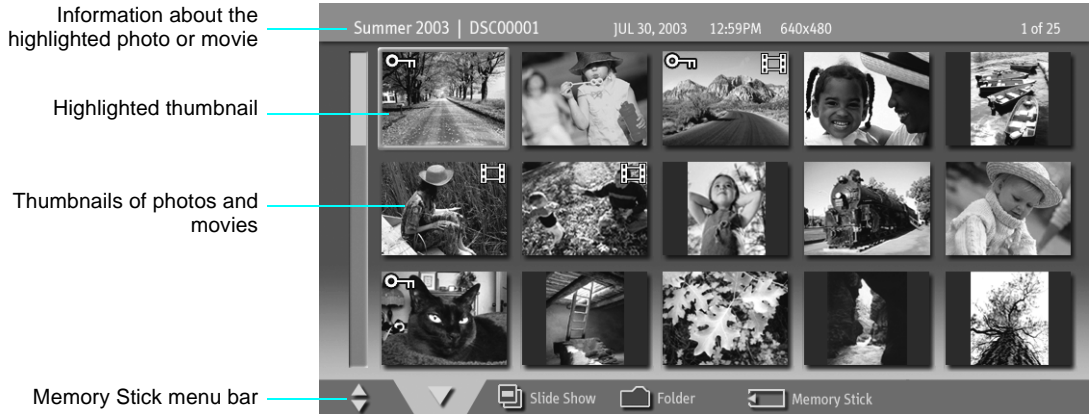 Information about the
highlighted photo or movie
Summer 2003 | DSC00001 JUL 30, 2003 12:59PM 640x480 1 of 25
Highlighted thumbnail
Thumbnails of photos and
movies
Memory Stick menu bar
Slide Show Folder Memory Stick